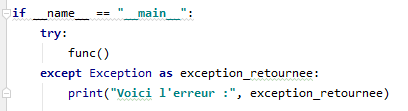 if __name__ == "__main__":
    try:
        func()
    except Exception as exception_retournee:
        print("Voici l'erreur :", exception_retournee)